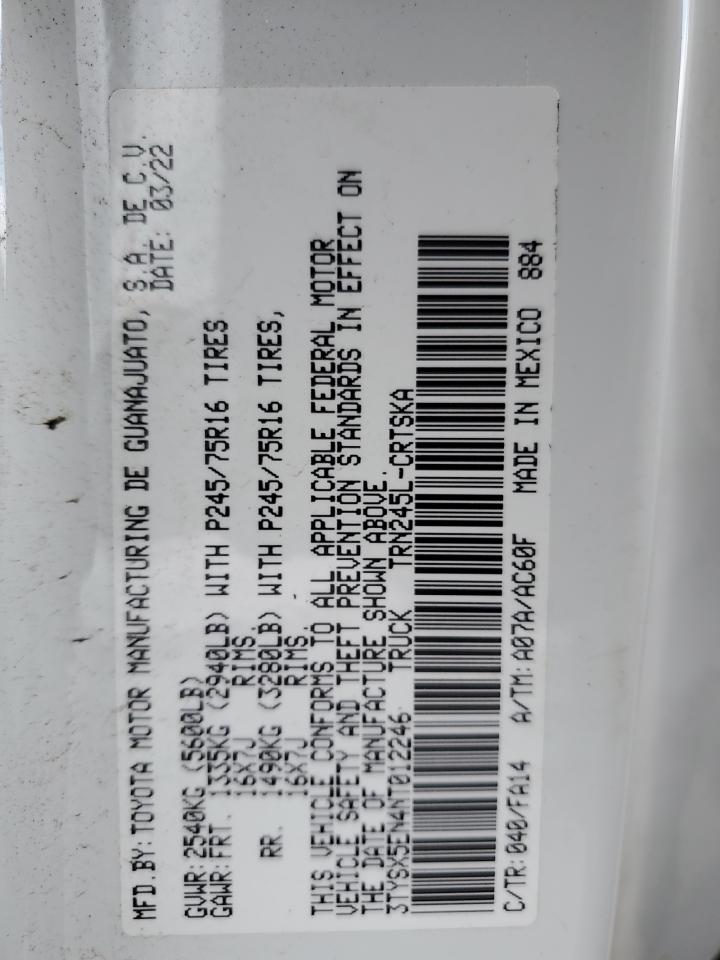 MFD.BY: TOYOTA MOTOR MANUFACTURING DE GUANAJUATO, S.A. DE C.V.
DATE: 03/22
GVWR: 2540KG (5600LB)
GAWR: FRT. 1335KG (2940LB) WITH P245/75R16 TIRES
16X7J RIMS.
RR. 1490KG (3280LB) WITH P245/75R16 TIRES,
16X7J RIMS.
THIS VEHICLE CONFORMS TO ALL APPLICABLE FEDERAL MOTOR
VEHICLE SAFETY AND THEFT PREVENTION STANDARDS IN EFFECT ON
THE DATE OF MANUFACTURE SHOWN ABOVE.
3TYSX5EN4NT012246 TRUCK TRN245L-CRTSKA
C/TR: 040/FA14 A/TM: A07A/AC60F MADE IN MEXICO 884